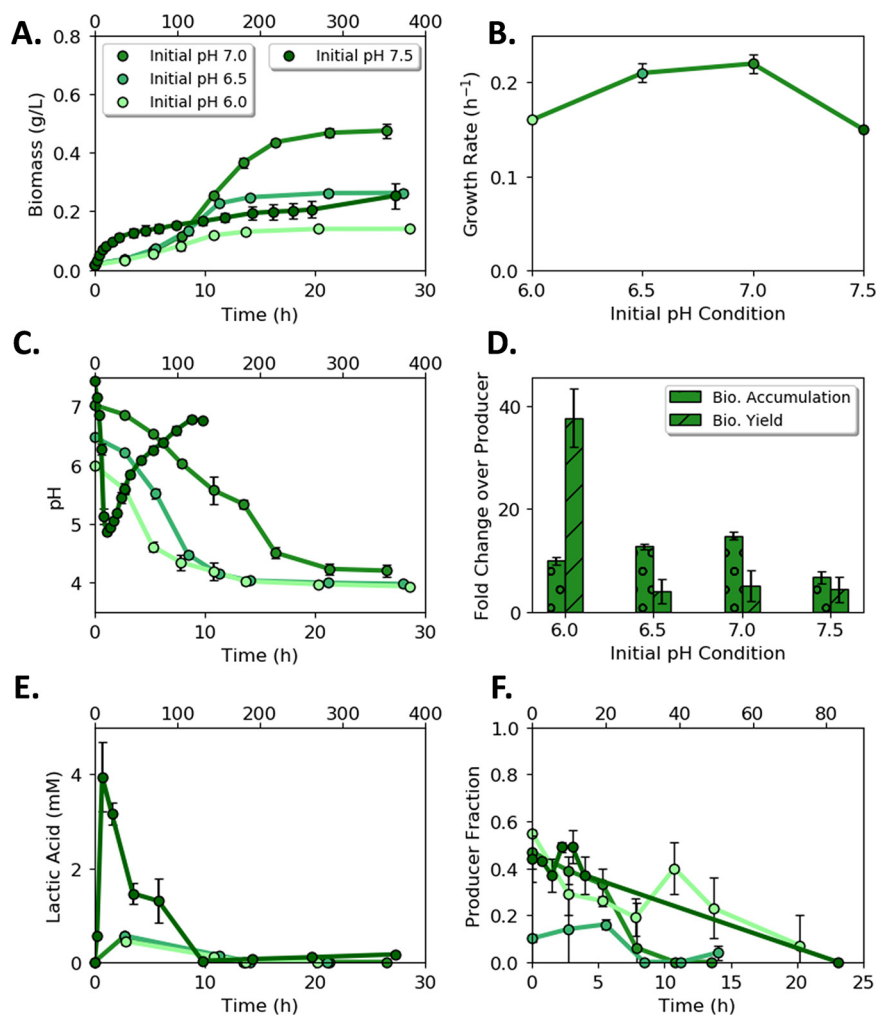 A.
0 100 200 300 400
Initial pH 7.0
Initial pH 6.5
Initial pH 6.0
Initial pH 7.5
Biomass (g/L)
0.8
0.6
0.4
0.2
0.0
0 10 20 30
Time (h)
B.
Growth Rate (h⁻¹)
0.2
0.1
0.0
6.0 6.5 7.0 7.5
Initial pH Condition
C.
0 100 200 300 400
pH
7
6
5
4
0 10 20 30
Time (h)
D.
Bio. Accumulation
Bio. Yield
Fold Change over Producer
40
20
0
6.0 6.5 7.0 7.5
Initial pH Condition
E.
0 100 200 300 400
Lactic Acid (mM)
4
2
0
0 10 20 30
Time (h)
F.
0 20 40 60 80
Producer Fraction
1.0
0.8
0.6
0.4
0.2
0.0
0 5 10 15 20 25
Time (h)